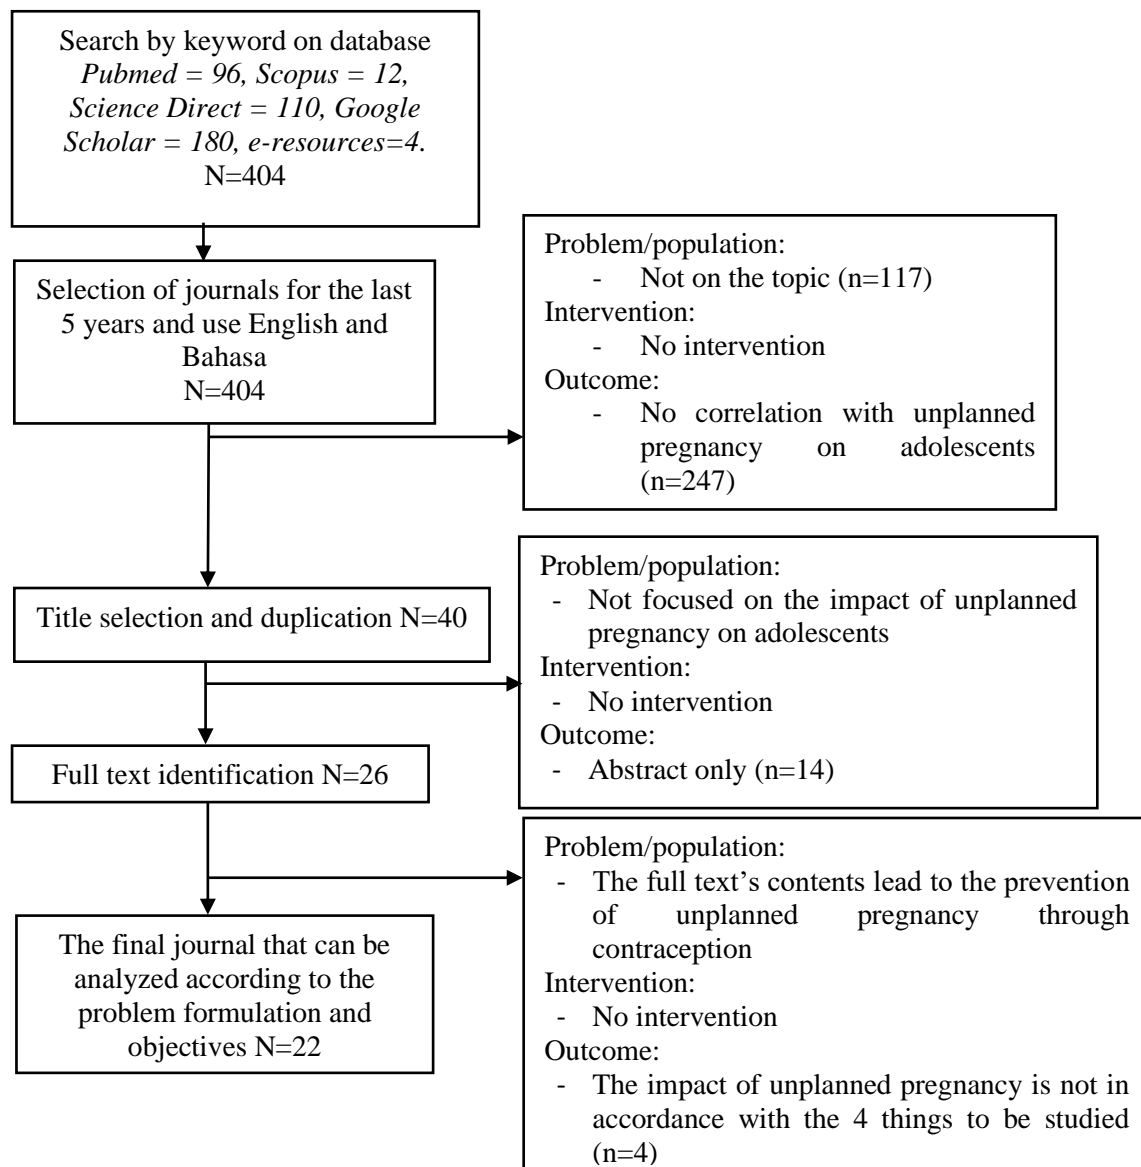 Search by keyword on database
Pubmed = 96, Scopus = 12,
Science Direct = 110, Google
Scholar = 180, e-resources=4.
N=404
Selection of journals for the last
5 years and use English and
Bahasa
N=404
Problem/population:
- Not on the topic (n=117)
Intervention:
- No intervention
Outcome:
- No correlation with unplanned
pregnancy on adolescents
(n=247)
Title selection and duplication N=40
Problem/population:
- Not focused on the impact of unplanned
pregnancy on adolescents
Intervention:
- No intervention
Outcome:
- Abstract only (n=14)
Full text identification N=26
Problem/population:
- The full text’s contents lead to the prevention
of unplanned pregnancy through
contraception
Intervention:
- No intervention
Outcome:
- The impact of unplanned pregnancy is not in
accordance with the 4 things to be studied
(n=4)
The final journal that can be
analyzed according to the
problem formulation and
objectives N=22